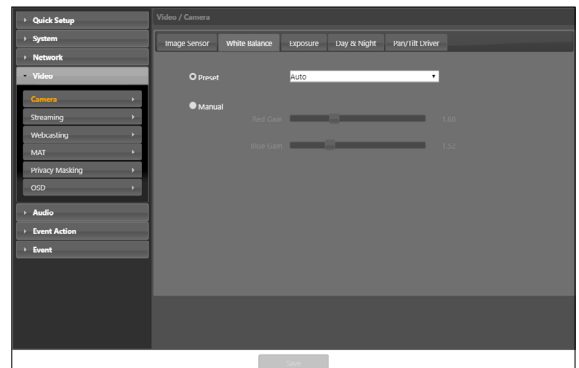 Quick Setup
System
Network
Video
Camera
Streaming
Webcasting
MAT
Privacy Masking
OSD
Audio
Event Action
Event
Video / Camera
Image Sensor White Balance Exposure Day & Night Pan/Tilt Driver
Preset Auto
Manual
Red Gain 1.68
Blue Gain 1.52
Save